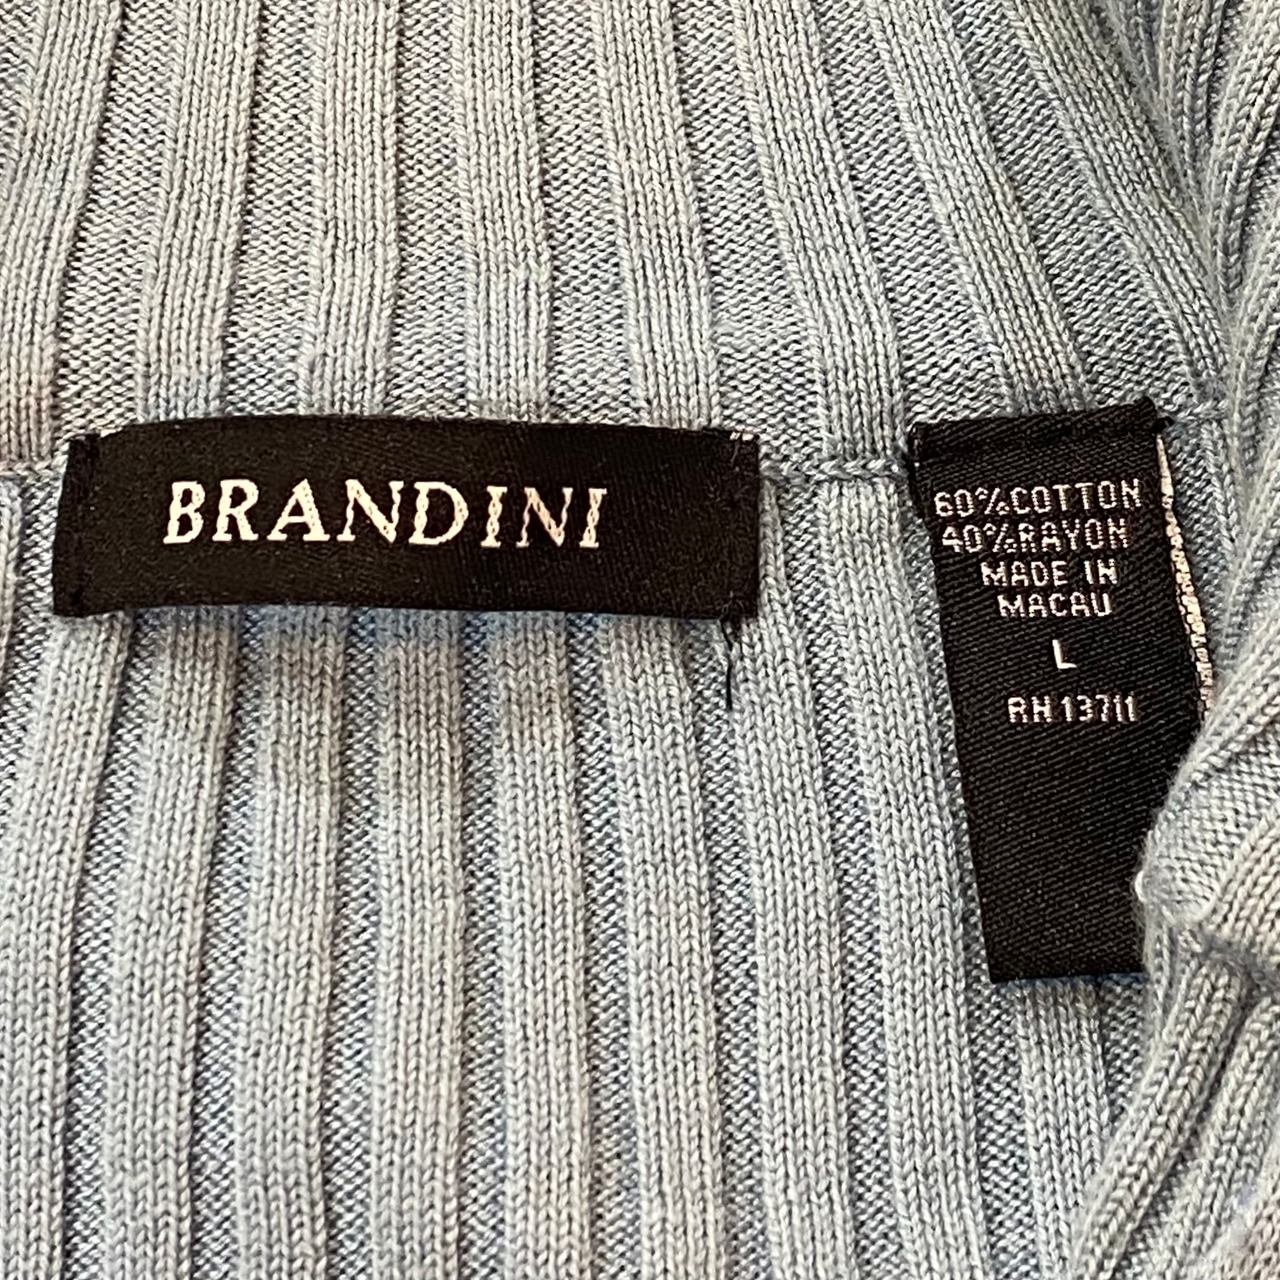 BRANDINI
60%COTTON
40%RAYON
MADE IN
MACAU
L
RH 13711